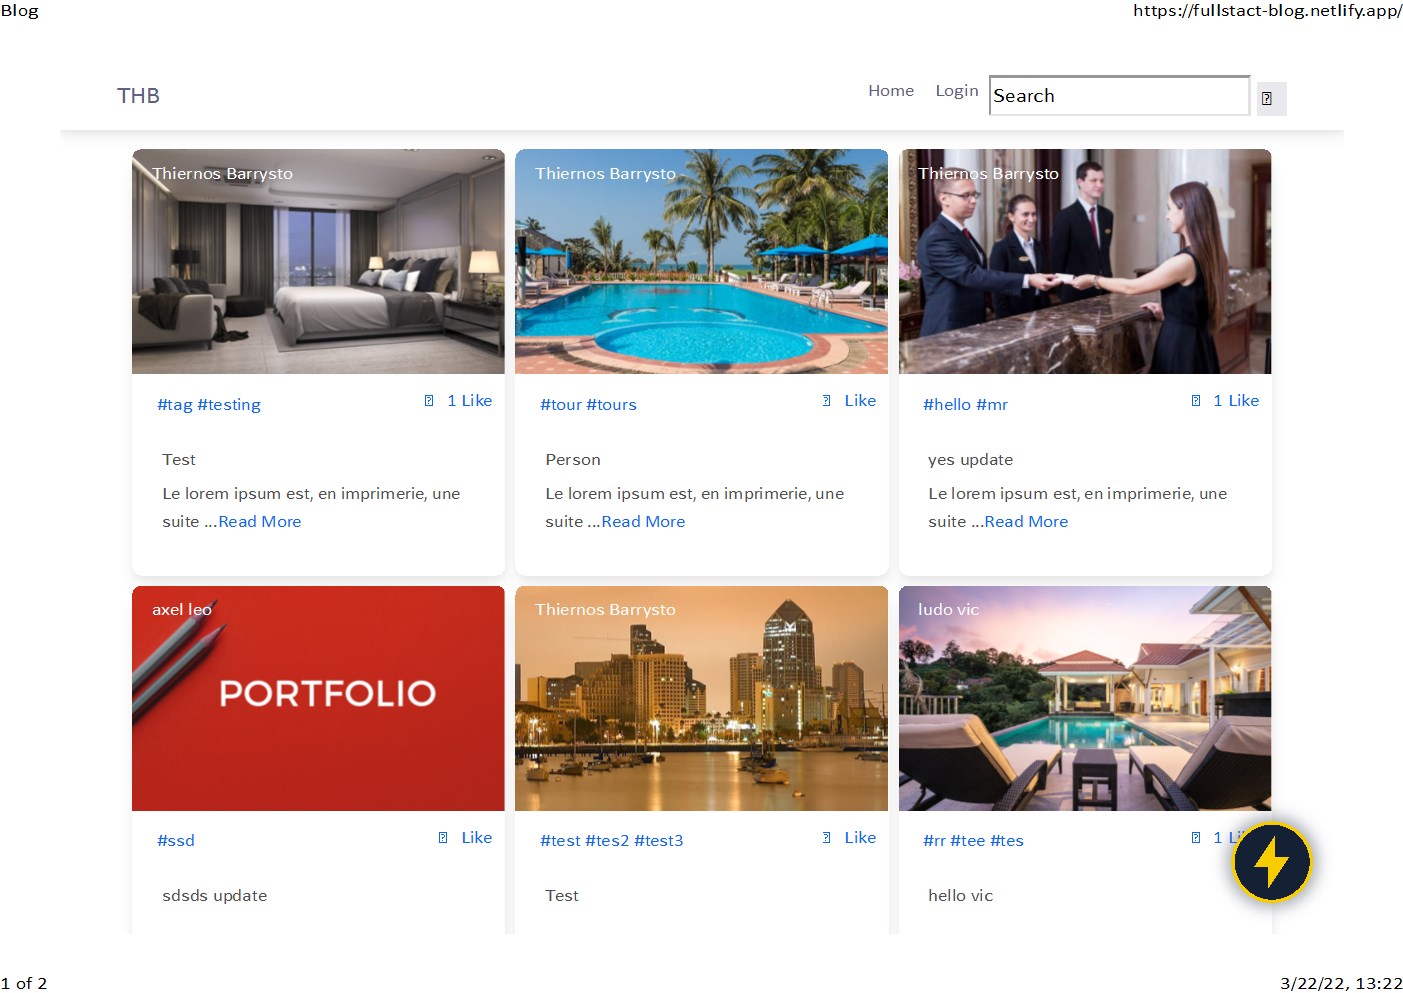 Blog https://fullstact-blog.netlify.app/
THB Home Login Search
Thiernos Barrysto Thiernos Barrysto Thiernos Barrysto
#tag #testing 1 Like #tour #tours Like #hello #mr 1 Like
Test Person yes update
Le lorem ipsum est, en imprimerie, une Le lorem ipsum est, en imprimerie, une Le lorem ipsum est, en imprimerie, une
suite ...Read More suite ...Read More suite ...Read More
axel leo Thiernos Barrysto ludo vic
PORTFOLIO
#ssd Like #test #tes2 #test3 Like #rr #tee #tes 1
sdsds update Test hello vic
1 of 2 3/22/22, 13:22